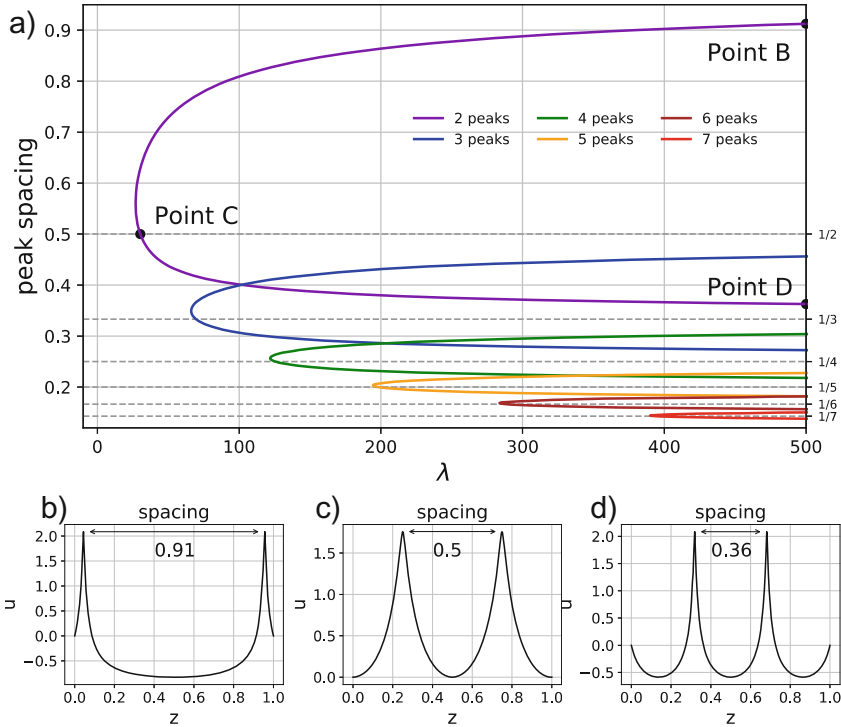 a)
peak spacing
0.9
0.8
0.7
0.6
0.5
0.4
0.3
0.2
Point B
Point C
Point D
2 peaks
3 peaks
4 peaks
5 peaks
6 peaks
7 peaks
1/2
1/3
1/4
1/5
1/6
1/7
0 100 200 300 400 500
λ
b)
spacing
0.91
u
2.0
1.5
1.0
0.5
0.0
−0.5
0.0 0.2 0.4 0.6 0.8 1.0
z
c)
spacing
0.5
u
1.5
1.0
0.5
0.0
0.0 0.2 0.4 0.6 0.8 1.0
z
d)
spacing
0.36
u
2.0
1.5
1.0
0.5
0.0
−0.5
0.0 0.2 0.4 0.6 0.8 1.0
z